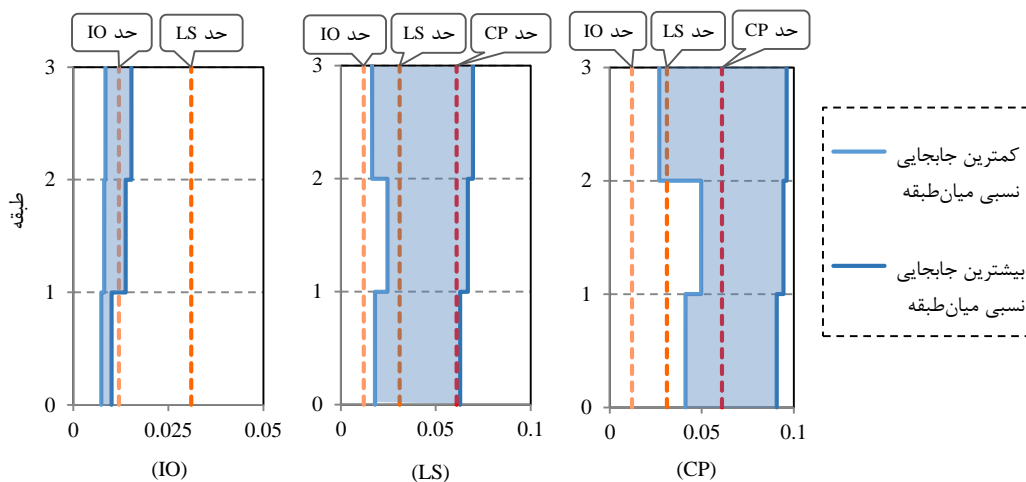 حد IO
حد LS
حد IO
حد LS
حد CP
حد IO
حد LS
حد CP
3
2
1
0
طبقه
0
0.025
0.05
(IO)
3
2
1
0
0
0.05
0.1
(LS)
3
2
1
0
0
0.05
0.1
(CP)
کمترین جابجایی
نسبی میان‌طبقه
بیشترین جابجایی
نسبی میان‌طبقه